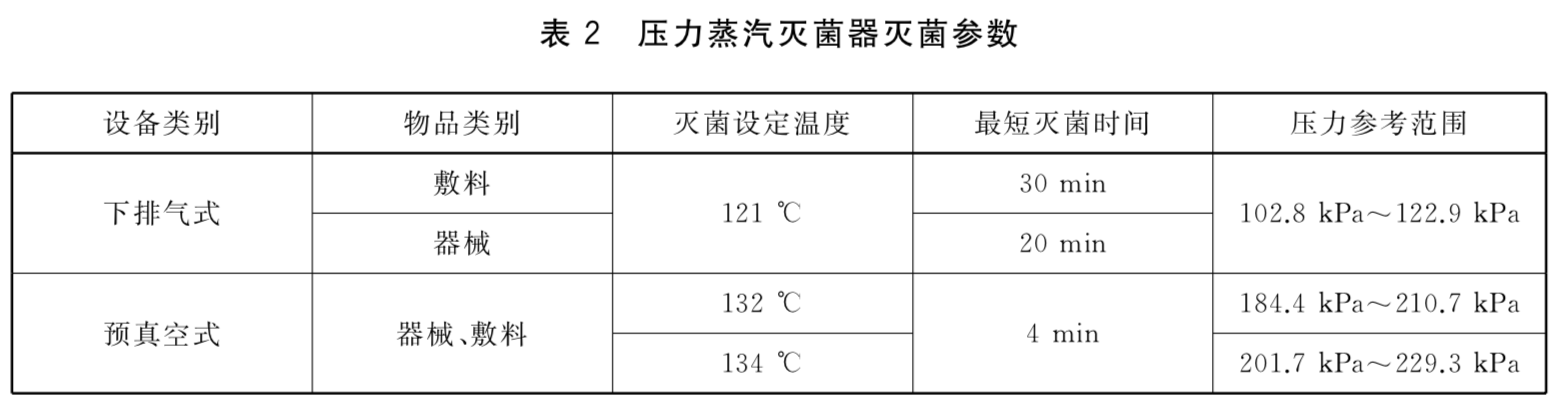 表 2 压力蒸汽灭菌器灭菌参数
设备类别 物品类别 灭菌设定温度 最短灭菌时间 压力参考范围
下排气式 敷料 121 ℃ 30 min 102.8 kPa～122.9 kPa
器械 20 min
预真空式 器械、敷料 132 ℃ 4 min 184.4 kPa～210.7 kPa
134 ℃ 201.7 kPa～229.3 kPa